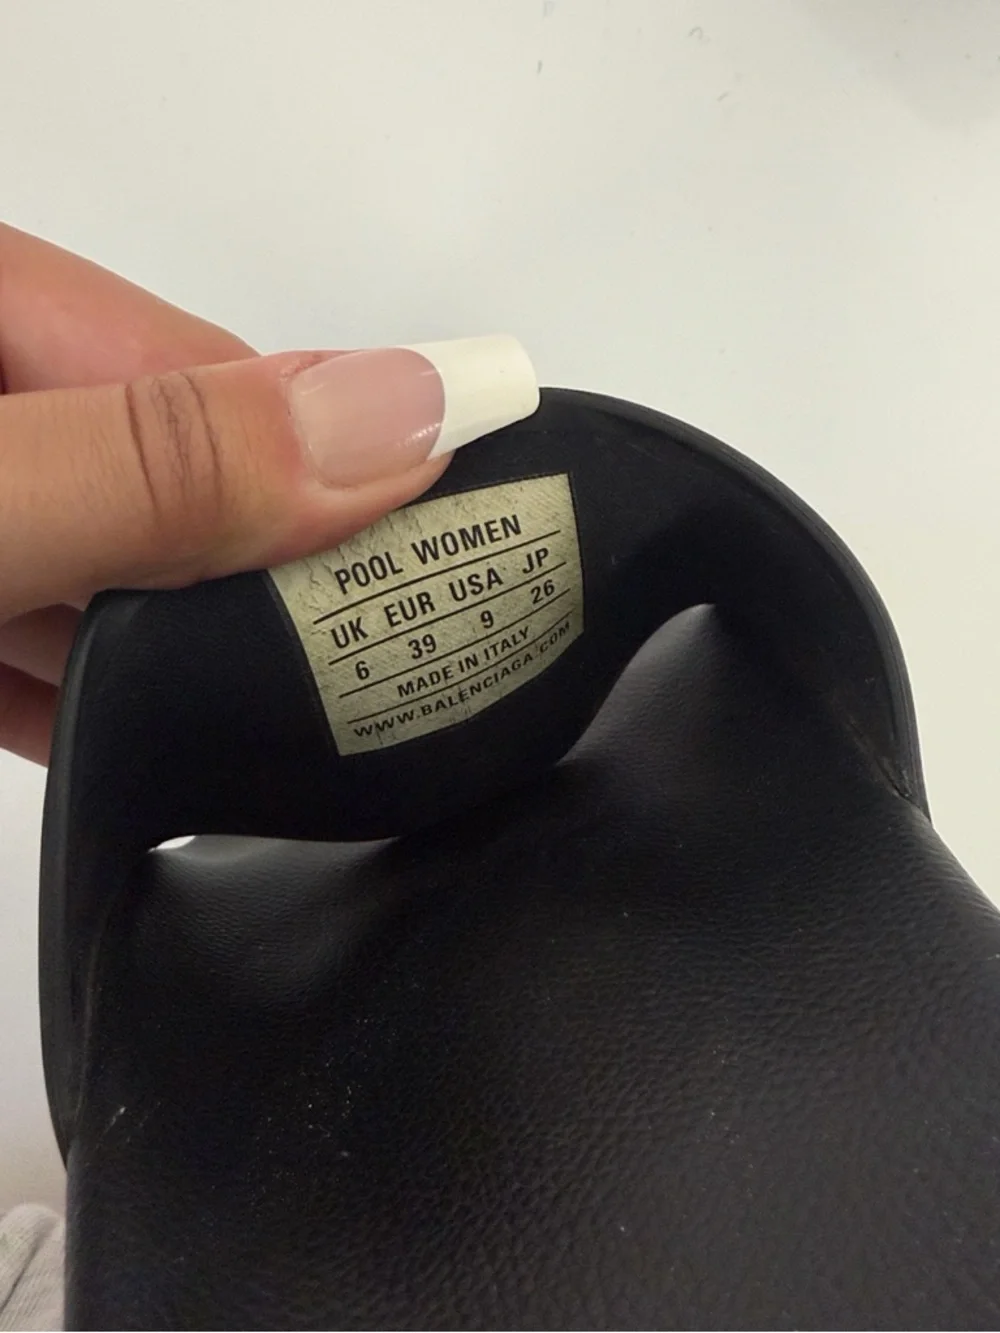 POOL WOMEN
UK EUR USA JP
6 39 9 26
MADE IN ITALY
WWW.BALENCIAGA.COM